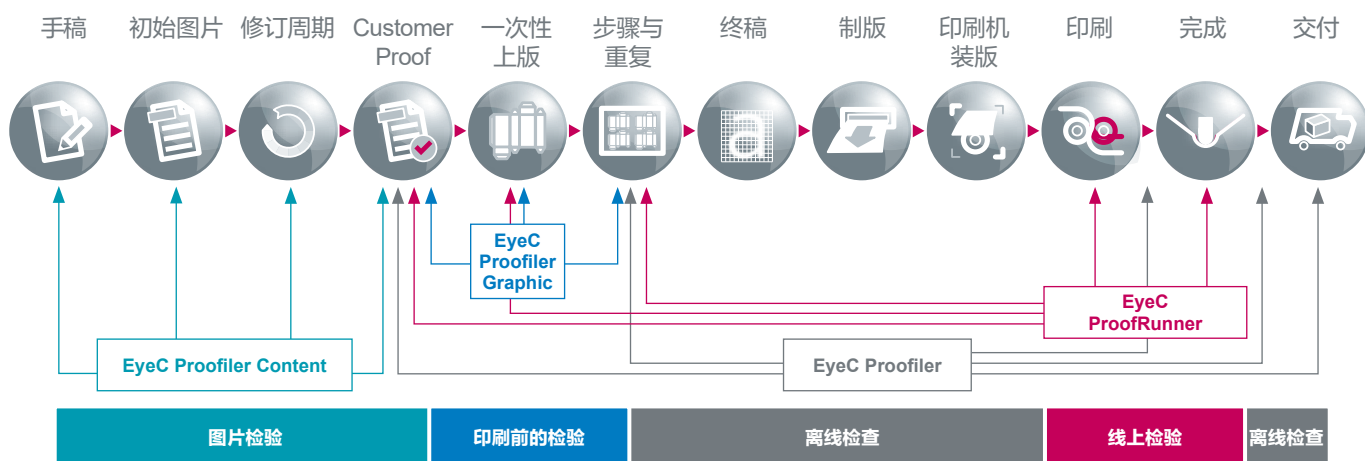 手稿
初始图片
修订周期
Customer
Proof
一次性
上版
步骤与
重复
终稿
制版
印刷机
装版
印刷
完成
交付
a
EyeC
Proofiler
Graphic
EyeC
ProofRunner
EyeC Proofiler Content
EyeC Proofiler
图片检验
印刷前的检验
离线检查
线上检验
离线检查